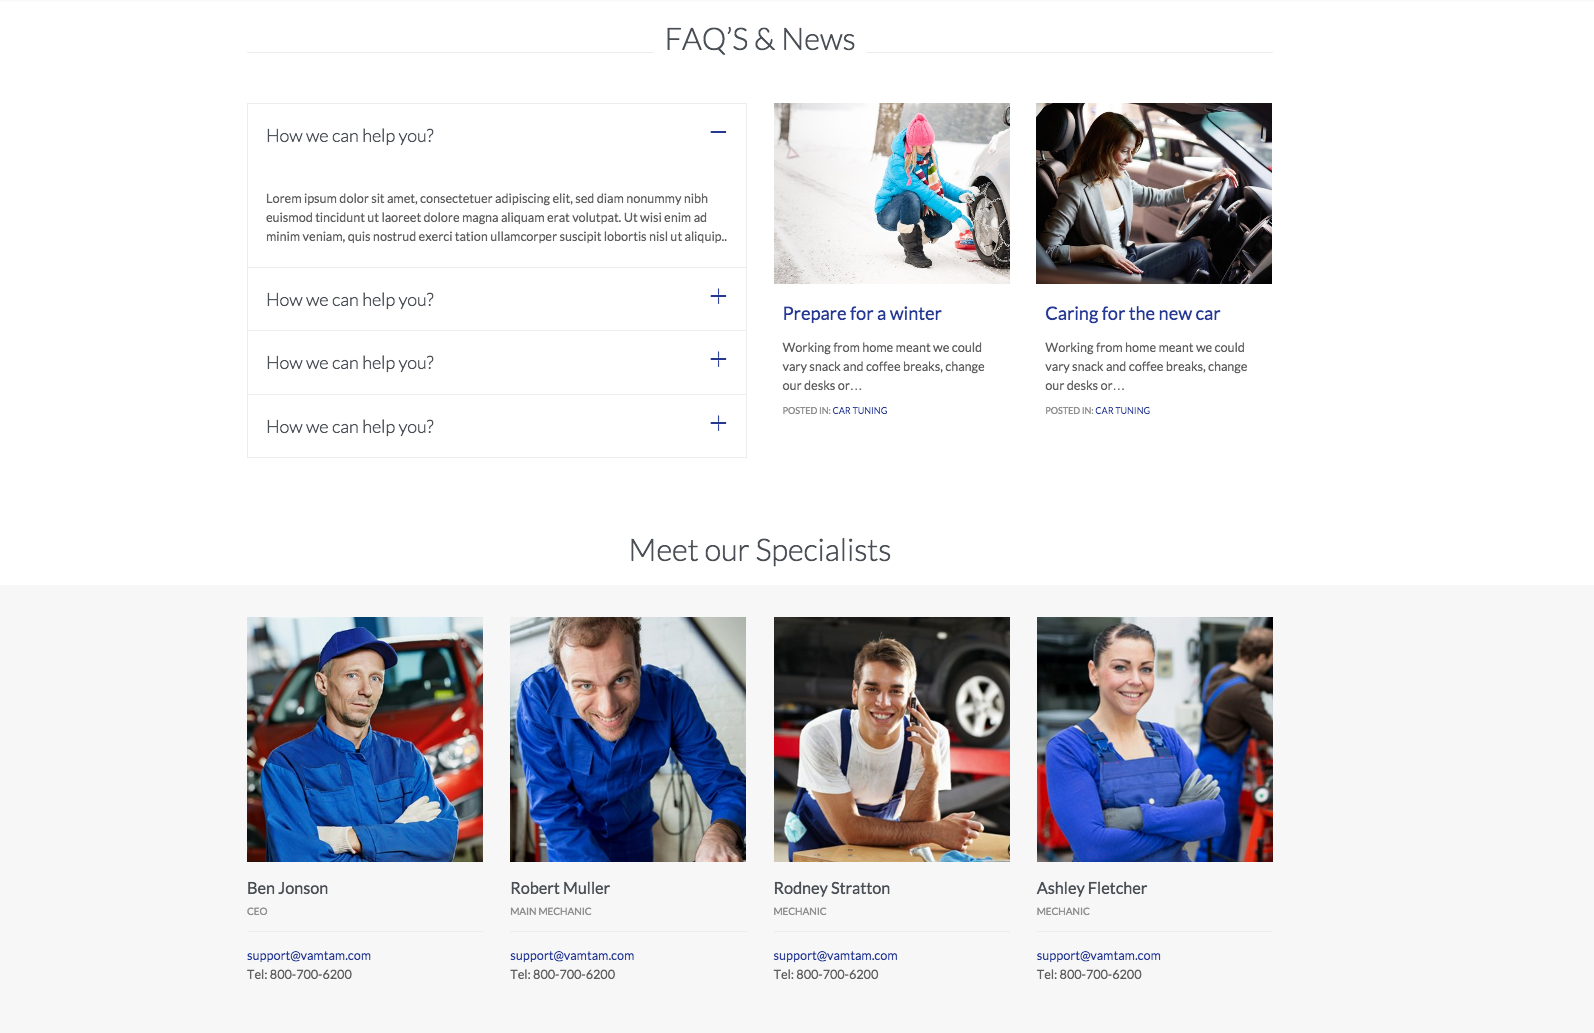 FAQ’S & News
How we can help you?
Lorem ipsum dolor sit amet, consectetuer adipiscing elit, sed diam nonummy nibh
euismod tincidunt ut laoreet dolore magna aliquam erat volutpat. Ut wisi enim ad
minim veniam, quis nostrud exerci tation ullamcorper suscipit lobortis nisl ut aliquip..
How we can help you?
How we can help you?
How we can help you?
Prepare for a winter
Working from home meant we could
vary snack and coffee breaks, change
our desks or…
POSTED IN: CAR TUNING
Caring for the new car
Working from home meant we could
vary snack and coffee breaks, change
our desks or…
POSTED IN: CAR TUNING
Meet our Specialists
Ben Jonson
CEO
support@vamtam.com
Tel: 800-700-6200
Robert Muller
MAIN MECHANIC
support@vamtam.com
Tel: 800-700-6200
Rodney Stratton
MECHANIC
support@vamtam.com
Tel: 800-700-6200
Ashley Fletcher
MECHANIC
support@vamtam.com
Tel: 800-700-6200